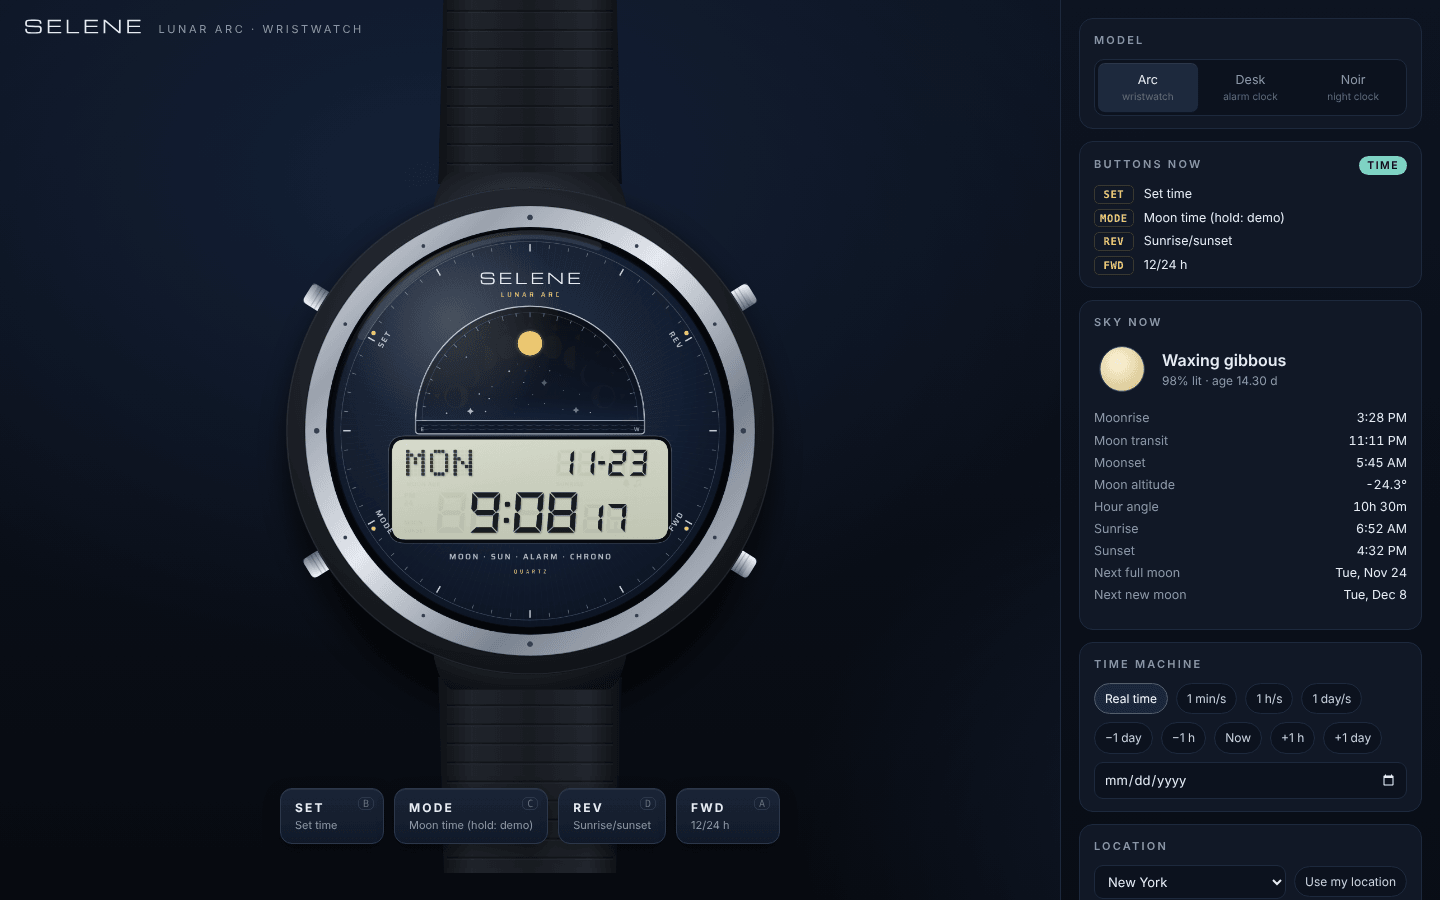 SELENE LUNAR ARC · WRISTWATCH
SELENE
LUNAR ARC
SET
REV
E
W
MON 11-23
9:08 17
MODE
FWD
MOON · SUN · ALARM · CHRONO
QUARTZ
SET B
Set time
MODE C
Moon time (hold: demo)
REV D
Sunrise/sunset
FWD A
12/24 h
MODEL
Arc
wristwatch
Desk
alarm clock
Noir
night clock
BUTTONS NOW TIME
SET Set time
MODE Moon time (hold: demo)
REV Sunrise/sunset
FWD 12/24 h
SKY NOW
Waxing gibbous
98% lit · age 14.30 d
Moonrise 3:28 PM
Moon transit 11:11 PM
Moonset 5:45 AM
Moon altitude -24.3°
Hour angle 10h 30m
Sunrise 6:52 AM
Sunset 4:32 PM
Next full moon Tue, Nov 24
Next new moon Tue, Dec 8
TIME MACHINE
Real time 1 min/s 1 h/s 1 day/s
−1 day −1 h Now +1 h +1 day
mm/dd/yyyy
LOCATION
New York Use my location